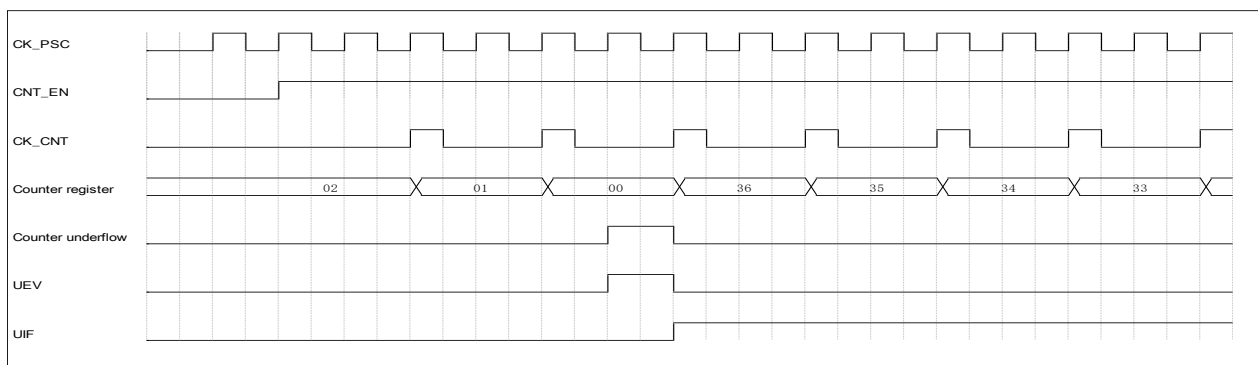 CK_PSC
CNT_EN
CK_CNT
Counter register 02 01 00 36 35 34 33
Counter underflow
UEV
UIF